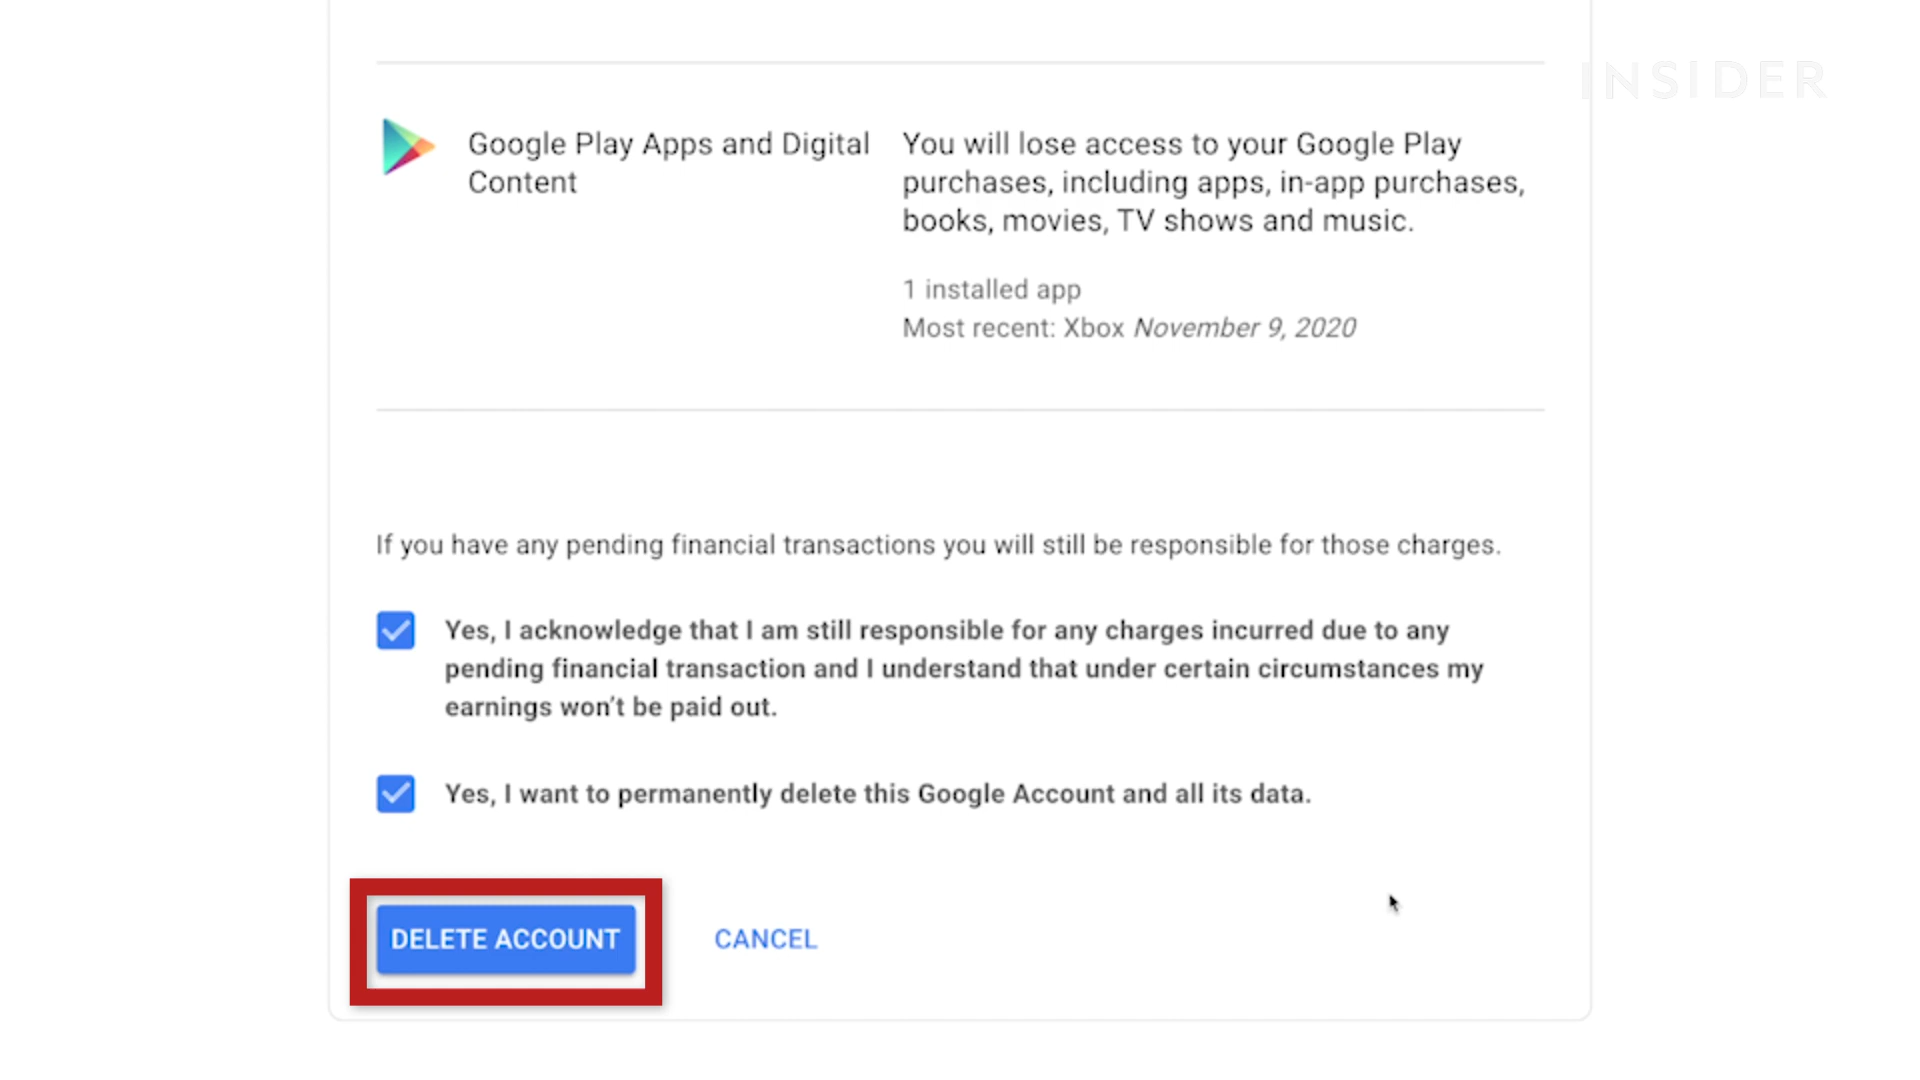 INSIDER
Google Play Apps and Digital
Content
You will lose access to your Google Play
purchases, including apps, in-app purchases,
books, movies, TV shows and music.
1 installed app
Most recent: Xbox November 9, 2020
If you have any pending financial transactions you will still be responsible for those charges.
Yes, I acknowledge that I am still responsible for any charges incurred due to any
pending financial transaction and I understand that under certain circumstances my
earnings won't be paid out.
Yes, I want to permanently delete this Google Account and all its data.
DELETE ACCOUNT
CANCEL